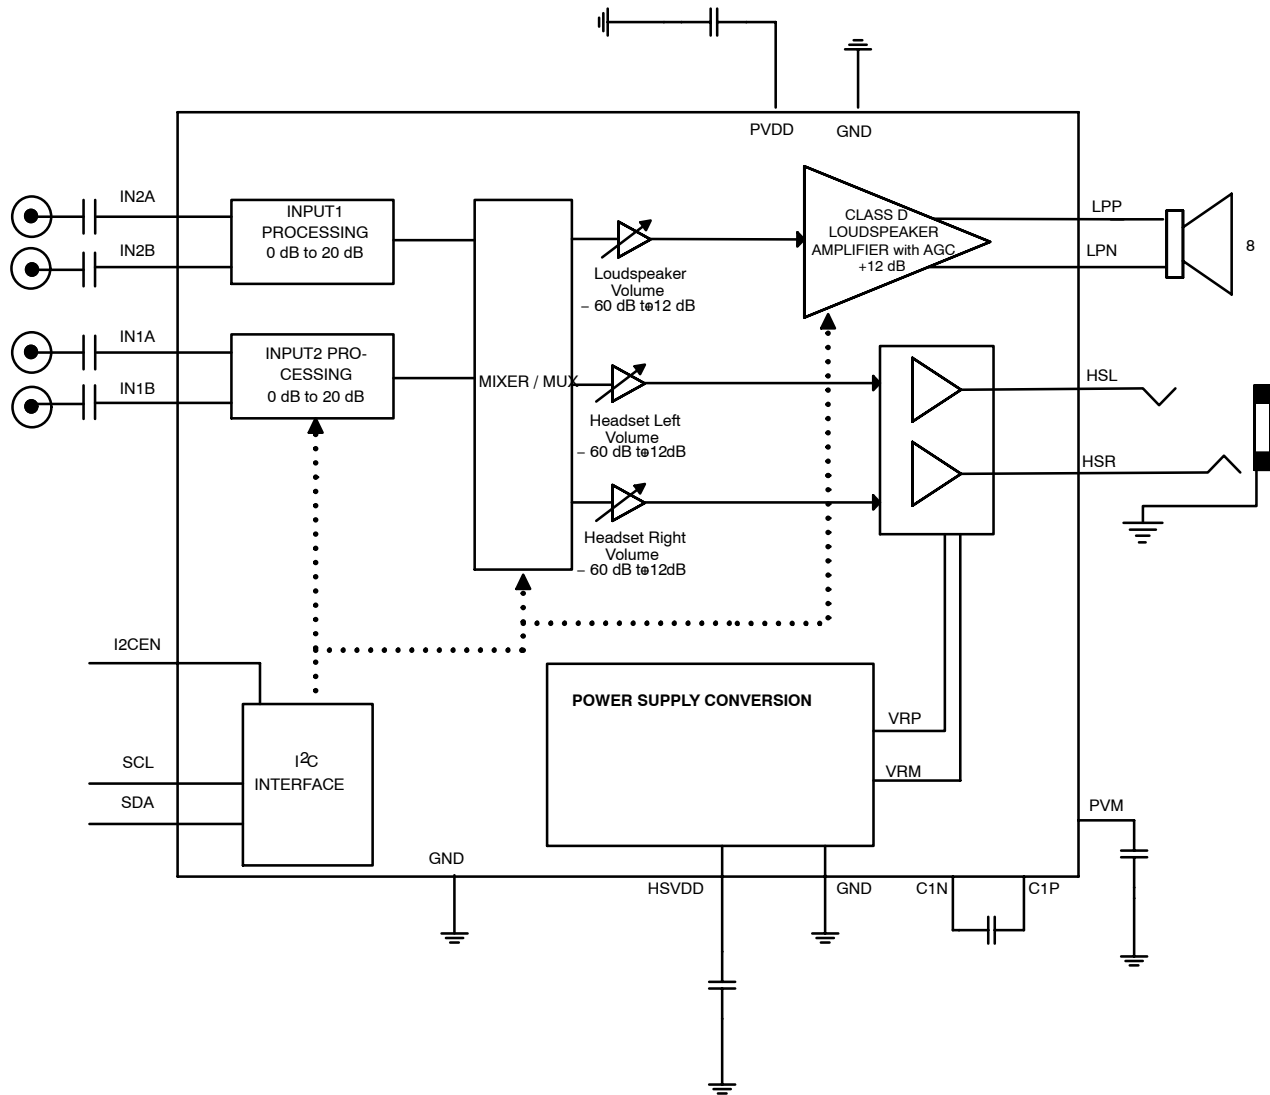 PVDD
GND
IN2A
IN2B
INPUT1
PROCESSING
0 dB to 20 dB
IN1A
IN1B
INPUT2 PRO-
CESSING
0 dB to 20 dB
MIXER / MUX
Loudspeaker
Volume
– 60 dB to+12 dB
Headset Left
Volume
– 60 dB to+12dB
Headset Right
Volume
– 60 dB to+12dB
CLASS D
LOUDSPEAKER
AMPLIFIER with AGC
+12 dB
LPP
LPN
8
HSL
HSR
I2CEN
SCL
SDA
I2C
INTERFACE
POWER SUPPLY CONVERSION
VRP
VRM
PVM
GND
HSVDD
GND
C1N
C1P